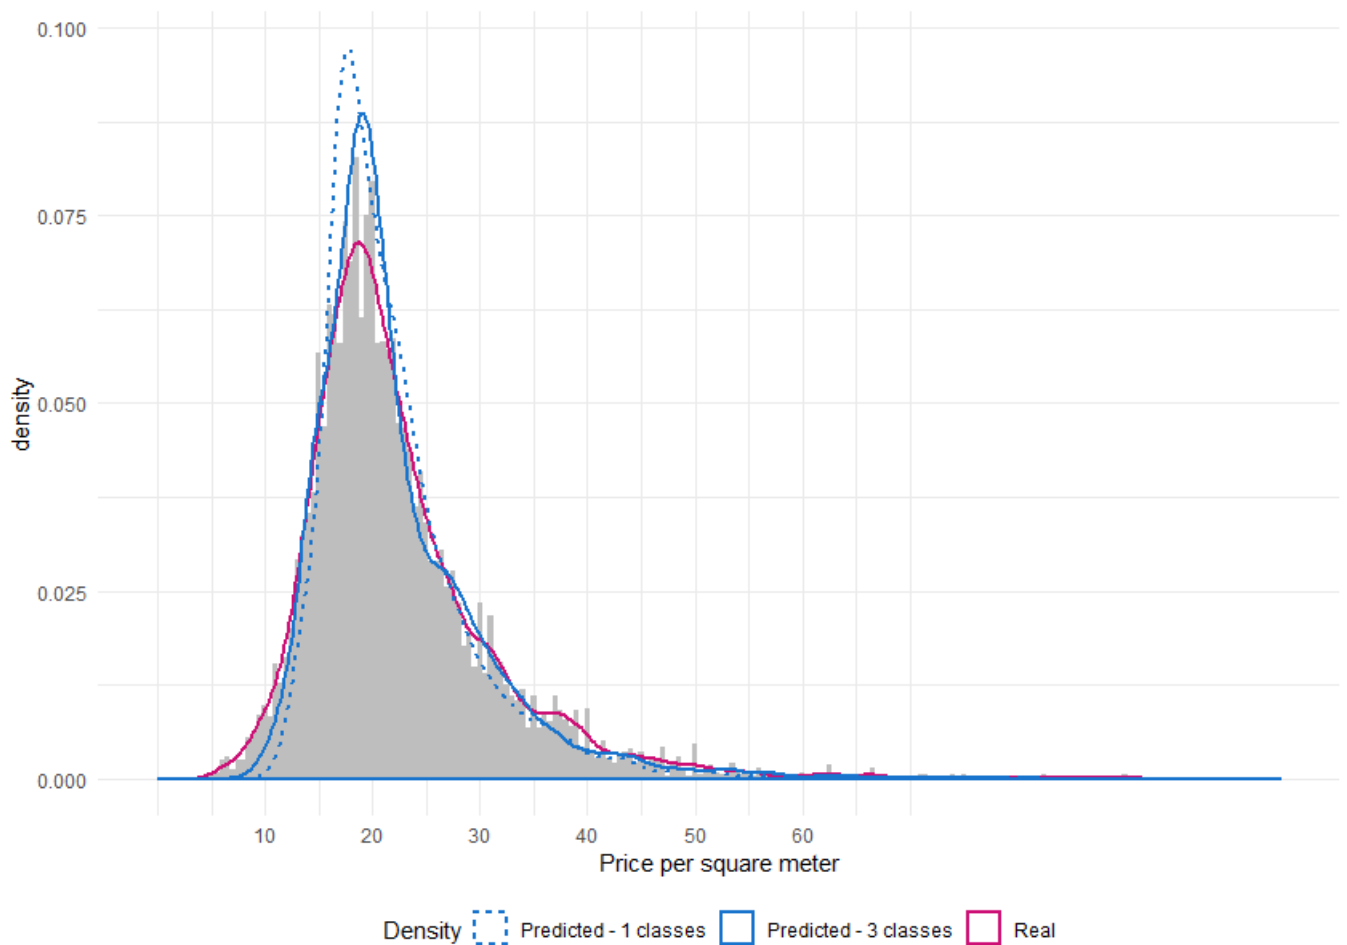 0.100
0.075
0.050
0.025
0.000
density
10 20 30 40 50 60
Price per square meter
Density Predicted - 1 classes Predicted - 3 classes Real